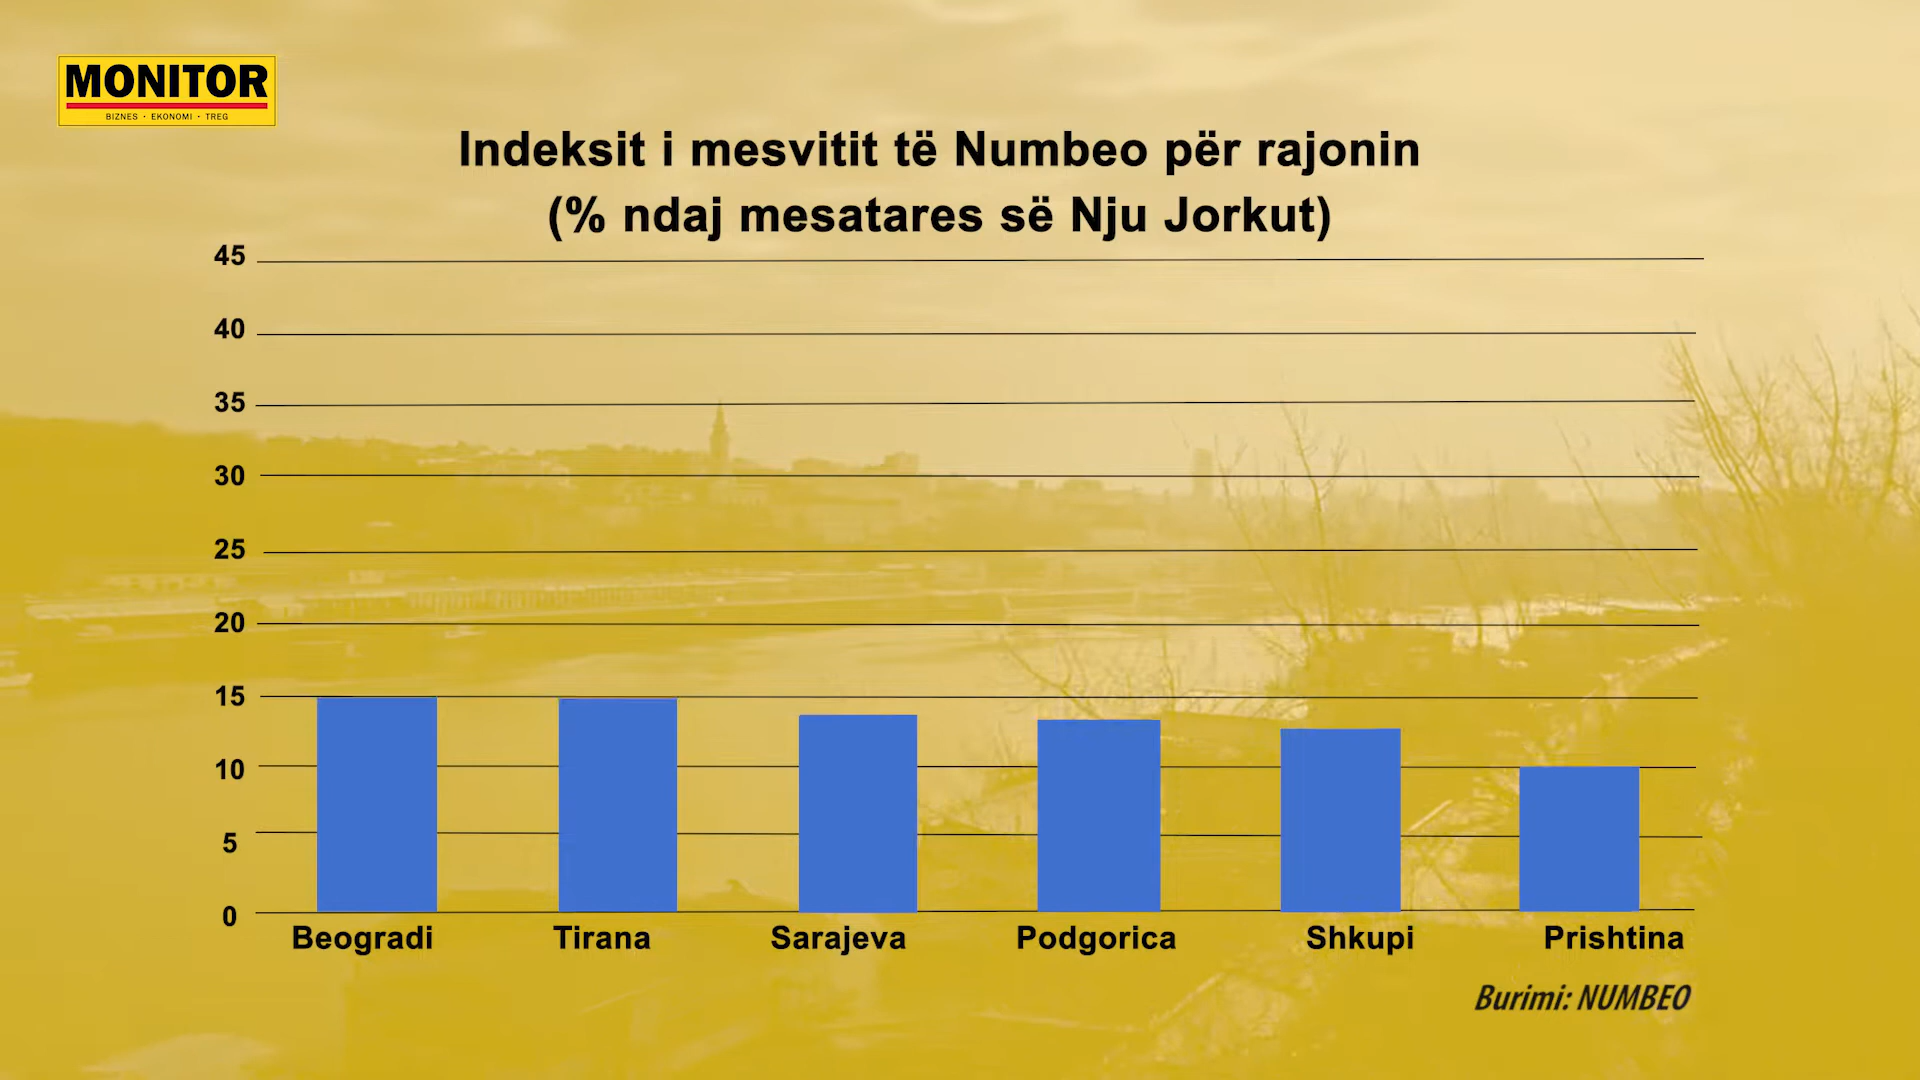 MONITOR
BIZNES • EKONOMI • TREG
Indeksit i mesvitit të Numbeo për rajonin
(% ndaj mesatares së Nju Jorkut)
45
40
35
30
25
20
15
10
5
0
Beogradi Tirana Sarajeva Podgorica Shkupi Prishtina
Burimi: NUMBEO